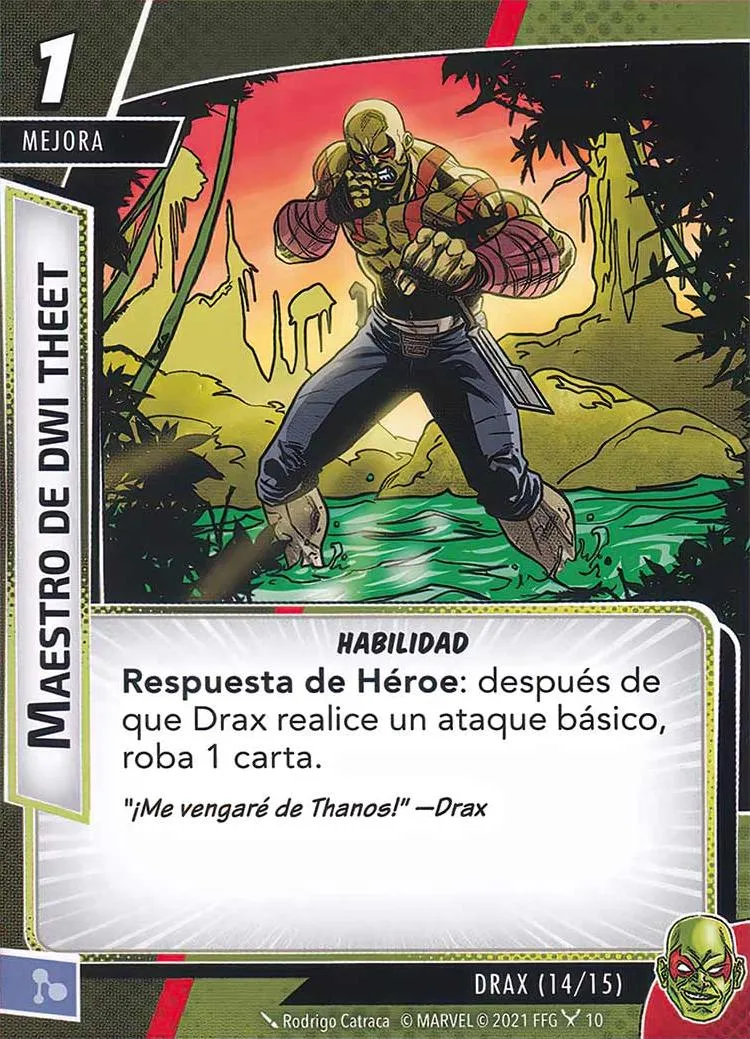 1
MEJORA
MAESTRO DE DWI THEET
HABILIDAD
Respuesta de Héroe: después de
que Drax realice un ataque básico,
roba 1 carta.
"¡Me vengaré de Thanos!" —Drax
DRAX (14/15)
Rodrigo Catraca © MARVEL © 2021 FFG 10